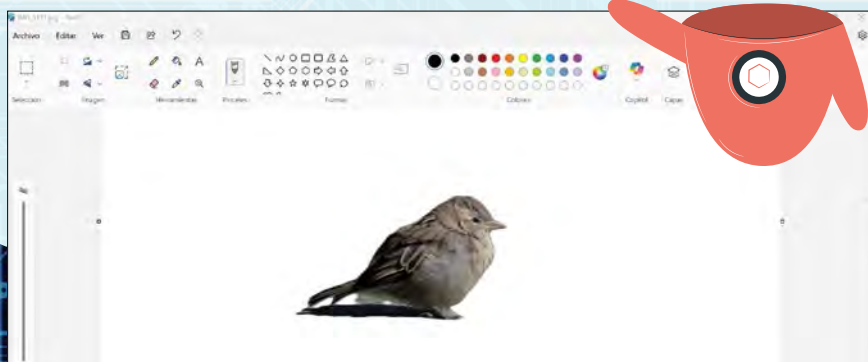 Archivo Editar Ver
Selección Imagen Herramientas Pinceles Formas Colores Copilot Capas